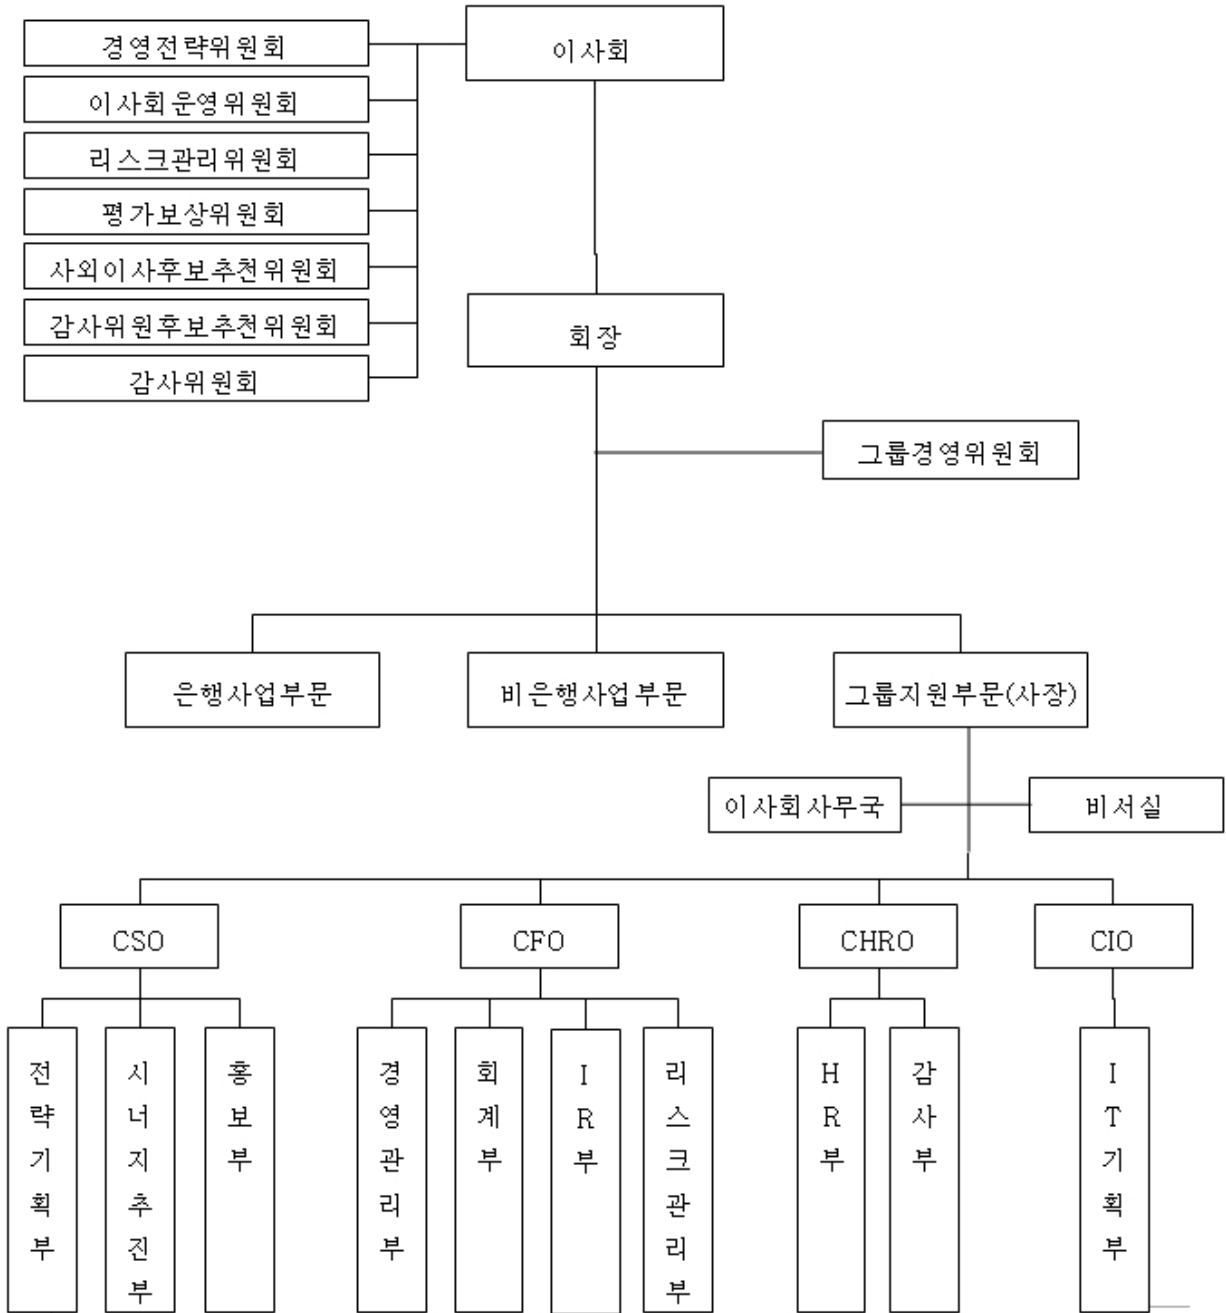 경영전략위원회
이사회
이사회운영위원회
리스크관리위원회
평가보상위원회
사외이사후보추천위원회
감사위원후보추천위원회
감사위원회
회장
그룹경영위원회
은행사업부문
비은행사업부문
그룹지원부문(사장)
이사회사무국
비서실
CSO
CFO
CHRO
CIO
전략기획부
시너지추진부
홍보부
경영관리부
회계부
IR부
리스크관리부
HR부
감사부
IT기획부